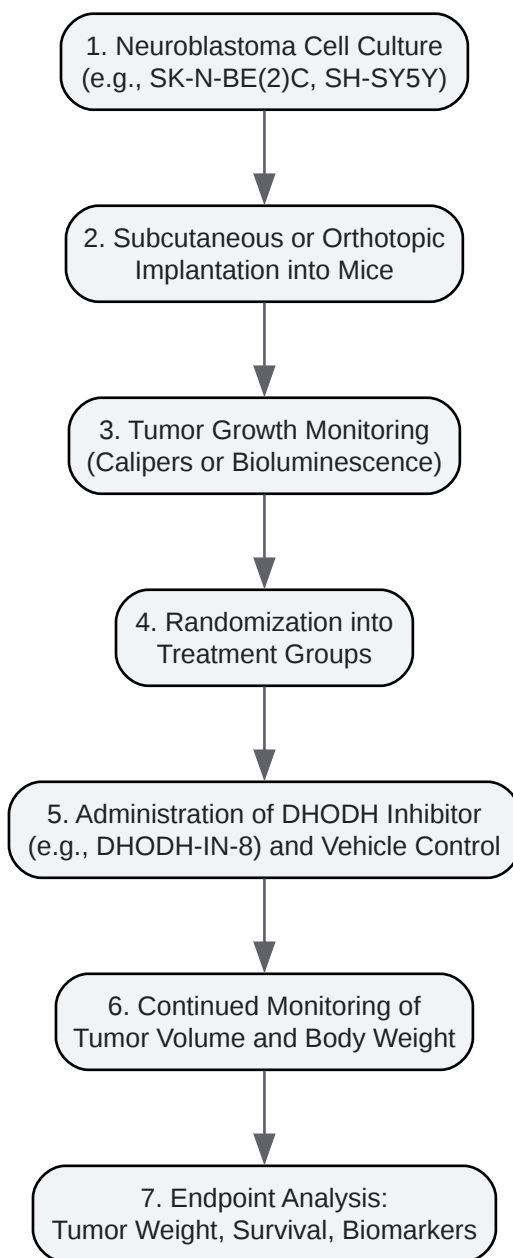 1. Neuroblastoma Cell Culture
(e.g., SK-N-BE(2)C, SH-SY5Y)
2. Subcutaneous or Orthotopic
Implantation into Mice
3. Tumor Growth Monitoring
(Calipers or Bioluminescence)
4. Randomization into
Treatment Groups
5. Administration of DHODH Inhibitor
(e.g., DHODH-IN-8) and Vehicle Control
6. Continued Monitoring of
Tumor Volume and Body Weight
7. Endpoint Analysis:
Tumor Weight, Survival, Biomarkers